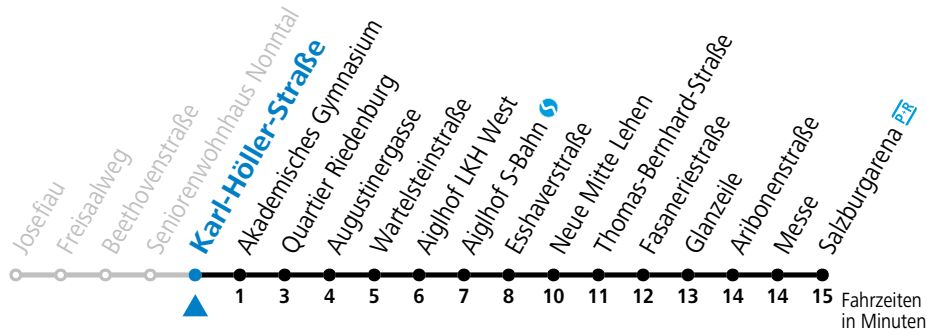 Josefiau
Freisaalweg
Beethovenstraße
Seniorenwohnhaus Nonntal
Karl-Höller-Straße
Akademisches Gymnasium
Quartier Riedenburg
Augustinergasse
Wartelsteinstraße
Aiglhof LKH West
Aiglhof S-Bahn
Esshaverstraße
Neue Mitte Lehen
Thomas-Bernhard-Straße
Fasaneriestraße
Glanzeile
Aribonenstraße
Messe
Salzburgarena P+R
1 3 4 5 6 7 8 10 11 12 13 14 14 15
Fahrzeiten
in Minuten